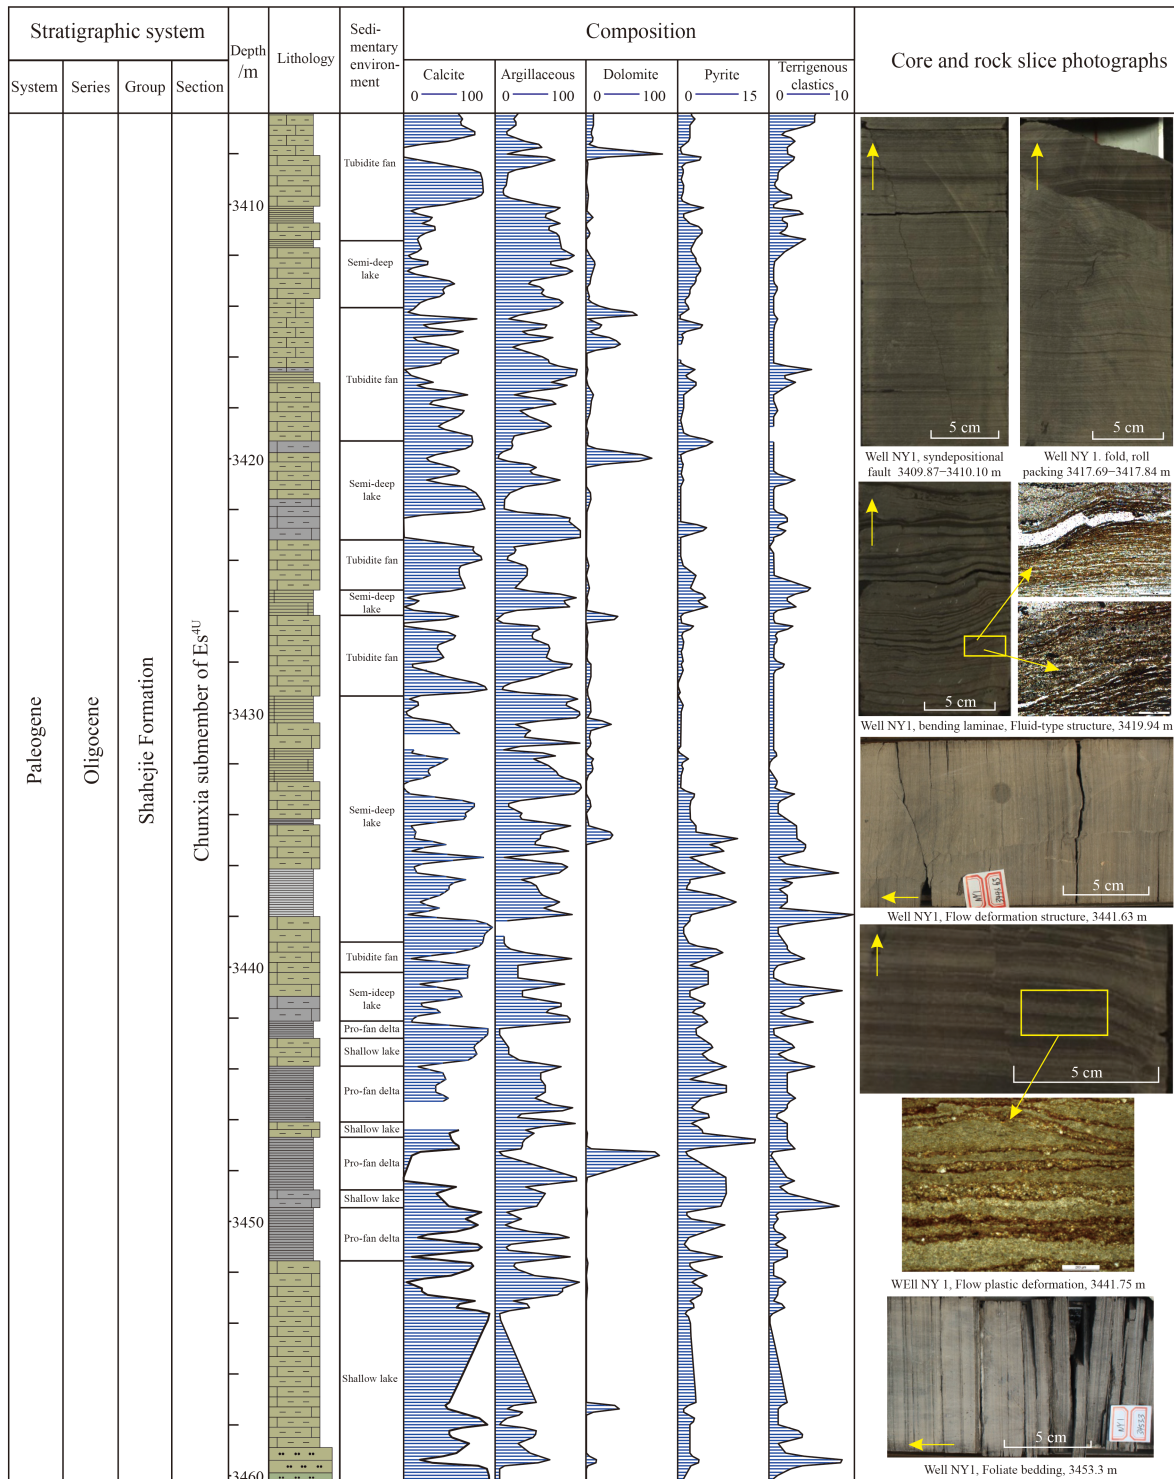 Stratigraphic system
System
Series
Group
Section
Depth
/m
Lithology
Sedi-
mentary
environ-
ment
Composition
Calcite
0 100
Argillaceous
0 100
Dolomite
0 100
Pyrite
0 15
Terrigenous
clastics
0 10
Core and rock slice photographs
Paleogene
Oligocene
Shahejie Formation
Chunxia submember of Es4U
3410
3420
3430
3440
3450
3460
Tubidite fan
Semi-deep
lake
Tubidite fan
Semi-deep
lake
Tubidite fan
Semi-deep
lake
Tubidite fan
Semi-deep
lake
Tubidite fan
Sem-ideep
lake
Pro-fan delta
Shallow lake
Pro-fan delta
Shallow lake
Pro-fan delta
Shallow lake
Pro-fan delta
Shallow lake
5 cm
5 cm
Well NY1, syndepositional
fault 3409.87−3410.10 m
Well NY 1. fold, roll
packing 3417.69−3417.84 m
5 cm
Well NY1, bending laminae, Fluid-type structure, 3419.94 m
5 cm
Well NY1, Flow deformation structure, 3441.63 m
5 cm
WEll NY 1, Flow plastic deformation, 3441.75 m
5 cm
Well NY1, Foliate bedding, 3453.3 m